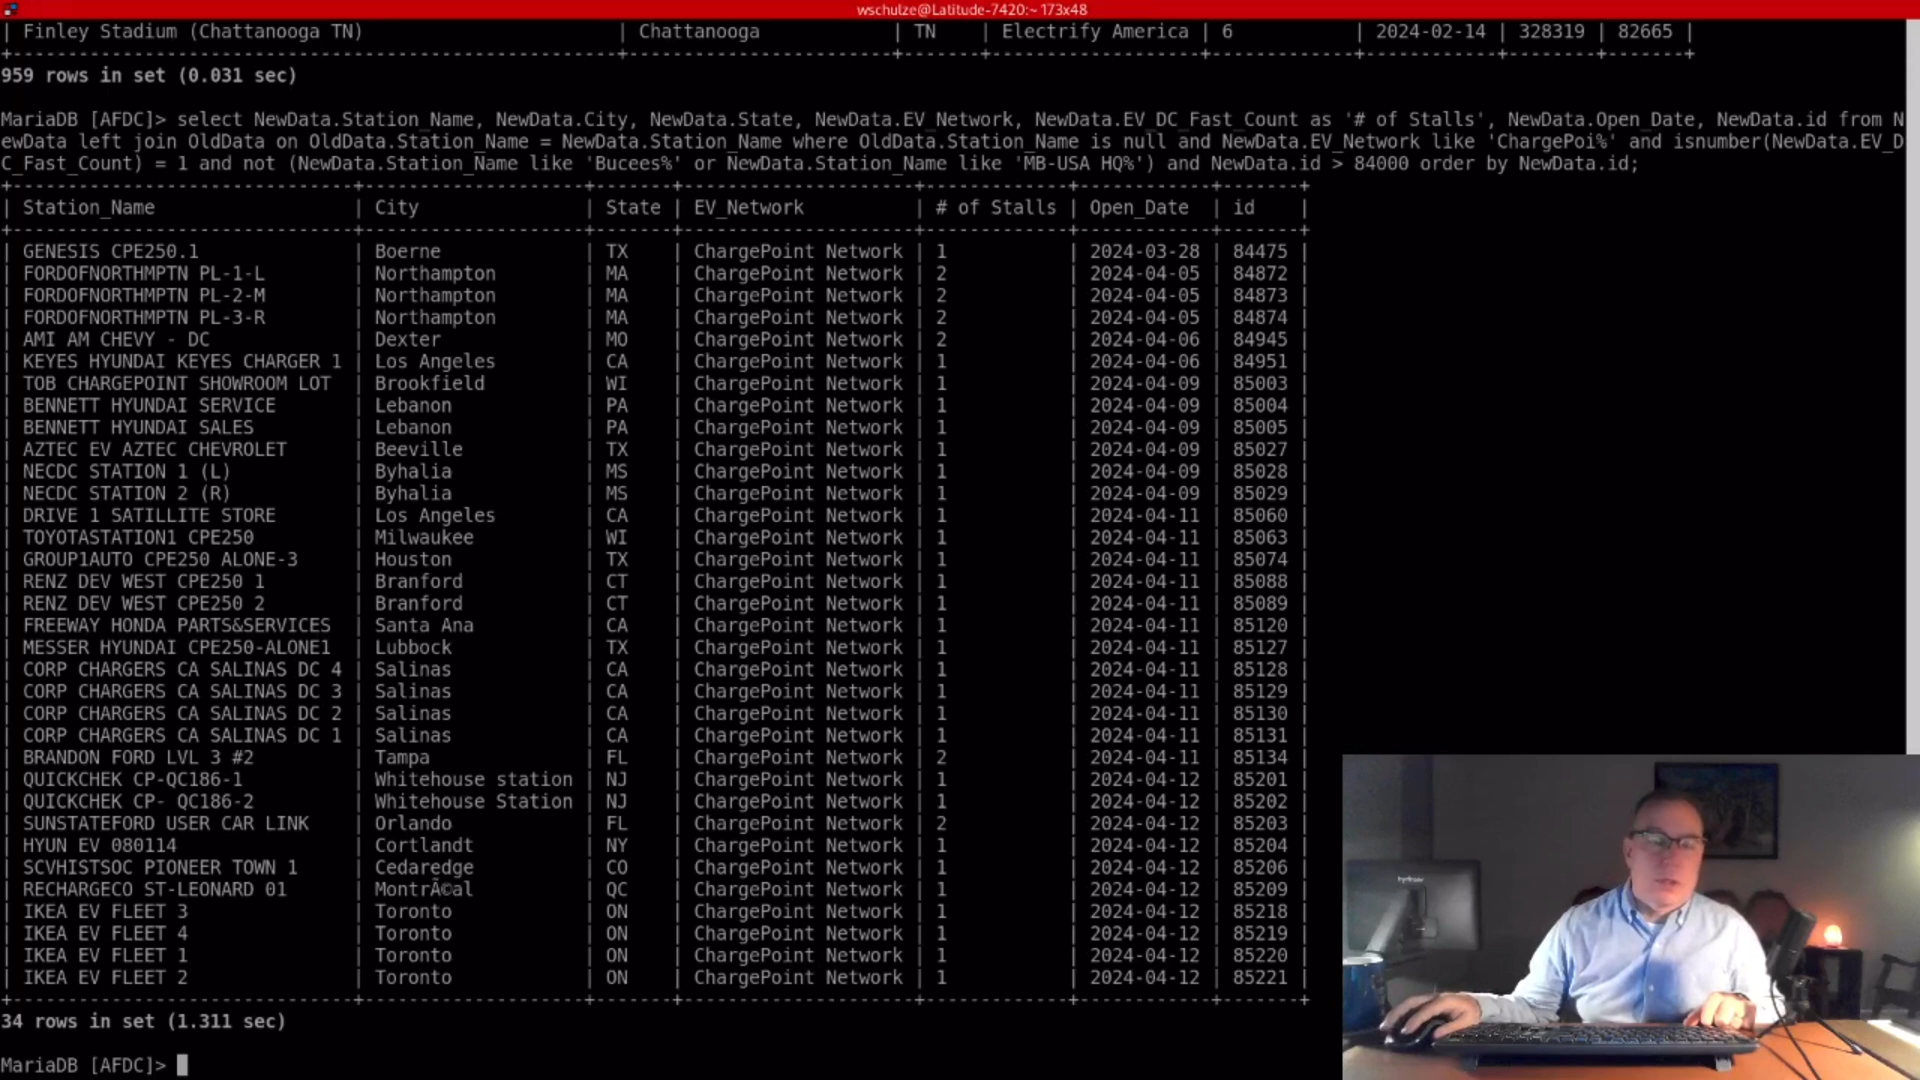 wschulze@Latitude-7420:~ 173x48
| Finley Stadium (Chattanooga TN) | Chattanooga | TN | Electrify America | 6 | 2024-02-14 | 328319 | 82665 |
959 rows in set (0.031 sec)
MariaDB [AFDC]> select NewData.Station_Name, NewData.City, NewData.State, NewData.EV_Network, NewData.EV_DC_Fast_Count as '# of Stalls', NewData.Open_Date, NewData.id from N
ewData left join OldData on OldData.Station_Name = NewData.Station_Name where OldData.Station_Name is null and NewData.EV_Network like 'ChargePoi%' and isnumber(NewData.EV_D
C_Fast_Count) = 1 and not (NewData.Station_Name like 'Bucees%' or NewData.Station_Name like 'MB-USA HQ%') and NewData.id > 84000 order by NewData.id;
| Station_Name | City | State | EV_Network | # of Stalls | Open_Date | id |
| GENESIS CPE250.1 | Boerne | TX | ChargePoint Network | 1 | 2024-03-28 | 84475 |
| FORDOFNORTHMPTN PL-1-L | Northampton | MA | ChargePoint Network | 2 | 2024-04-05 | 84872 |
| FORDOFNORTHMPTN PL-2-M | Northampton | MA | ChargePoint Network | 2 | 2024-04-05 | 84873 |
| FORDOFNORTHMPTN PL-3-R | Northampton | MA | ChargePoint Network | 2 | 2024-04-05 | 84874 |
| AMI AM CHEVY - DC | Dexter | MO | ChargePoint Network | 2 | 2024-04-06 | 84945 |
| KEYES HYUNDAI KEYES CHARGER 1 | Los Angeles | CA | ChargePoint Network | 1 | 2024-04-06 | 84951 |
| TOB CHARGEPOINT SHOWROOM LOT | Brookfield | WI | ChargePoint Network | 1 | 2024-04-09 | 85003 |
| BENNETT HYUNDAI SERVICE | Lebanon | PA | ChargePoint Network | 1 | 2024-04-09 | 85004 |
| BENNETT HYUNDAI SALES | Lebanon | PA | ChargePoint Network | 1 | 2024-04-09 | 85005 |
| AZTEC EV AZTEC CHEVROLET | Beeville | TX | ChargePoint Network | 1 | 2024-04-09 | 85027 |
| NECDC STATION 1 (L) | Byhalia | MS | ChargePoint Network | 1 | 2024-04-09 | 85028 |
| NECDC STATION 2 (R) | Byhalia | MS | ChargePoint Network | 1 | 2024-04-09 | 85029 |
| DRIVE 1 SATILLITE STORE | Los Angeles | CA | ChargePoint Network | 1 | 2024-04-11 | 85060 |
| TOYOTASTATION1 CPE250 | Milwaukee | WI | ChargePoint Network | 1 | 2024-04-11 | 85063 |
| GROUP1AUTO CPE250 ALONE-3 | Houston | TX | ChargePoint Network | 1 | 2024-04-11 | 85074 |
| RENZ DEV WEST CPE250 1 | Branford | CT | ChargePoint Network | 1 | 2024-04-11 | 85088 |
| RENZ DEV WEST CPE250 2 | Branford | CT | ChargePoint Network | 1 | 2024-04-11 | 85089 |
| FREEWAY HONDA PARTS&SERVICES | Santa Ana | CA | ChargePoint Network | 1 | 2024-04-11 | 85120 |
| MESSER HYUNDAI CPE250-ALONE1 | Lubbock | TX | ChargePoint Network | 1 | 2024-04-11 | 85127 |
| CORP CHARGERS CA SALINAS DC 4 | Salinas | CA | ChargePoint Network | 1 | 2024-04-11 | 85128 |
| CORP CHARGERS CA SALINAS DC 3 | Salinas | CA | ChargePoint Network | 1 | 2024-04-11 | 85129 |
| CORP CHARGERS CA SALINAS DC 2 | Salinas | CA | ChargePoint Network | 1 | 2024-04-11 | 85130 |
| CORP CHARGERS CA SALINAS DC 1 | Salinas | CA | ChargePoint Network | 1 | 2024-04-11 | 85131 |
| BRANDON FORD LVL 3 #2 | Tampa | FL | ChargePoint Network | 2 | 2024-04-11 | 85134 |
| QUICKCHEK CP-QC186-1 | Whitehouse station | NJ | ChargePoint Network | 1 | 2024-04-12 | 85201 |
| QUICKCHEK CP- QC186-2 | Whitehouse Station | NJ | ChargePoint Network | 1 | 2024-04-12 | 85202 |
| SUNSTATEFORD USER CAR LINK | Orlando | FL | ChargePoint Network | 2 | 2024-04-12 | 85203 |
| HYUN EV 080114 | Cortlandt | NY | ChargePoint Network | 1 | 2024-04-12 | 85204 |
| SCVHISTSOC PIONEER TOWN 1 | Cedaredge | CO | ChargePoint Network | 1 | 2024-04-12 | 85206 |
| RECHARGECO ST-LEONARD 01 | MontrÃ©al | QC | ChargePoint Network | 1 | 2024-04-12 | 85209 |
| IKEA EV FLEET 3 | Toronto | ON | ChargePoint Network | 1 | 2024-04-12 | 85218 |
| IKEA EV FLEET 4 | Toronto | ON | ChargePoint Network | 1 | 2024-04-12 | 85219 |
| IKEA EV FLEET 1 | Toronto | ON | ChargePoint Network | 1 | 2024-04-12 | 85220 |
| IKEA EV FLEET 2 | Toronto | ON | ChargePoint Network | 1 | 2024-04-12 | 85221 |
34 rows in set (1.311 sec)
MariaDB [AFDC]>